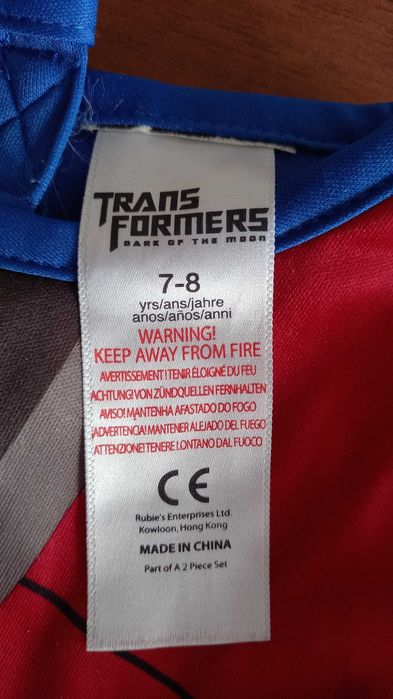 TRANS
FORMERS
DARK OF THE MOON
7-8
yrs/ans/jahre
anos/años/anni
WARNING!
KEEP AWAY FROM FIRE
AVERTISSEMENT! TENIR ÉLOIGNÉ DU FEU
ACHTUNG! VON ZÜNDQUELLEN FERNHALTEN
AVISO! MANTENHA AFASTADO DO FOGO
¡ADVERTENCIA! MANTENER ALEJADO DEL FUEGO
ATTENZIONE! TENERE LONTANO DAL FUOCO
CE
Rubie's Enterprises Ltd.
Kowloon, Hong Kong
MADE IN CHINA
Part of A 2 Piece Set